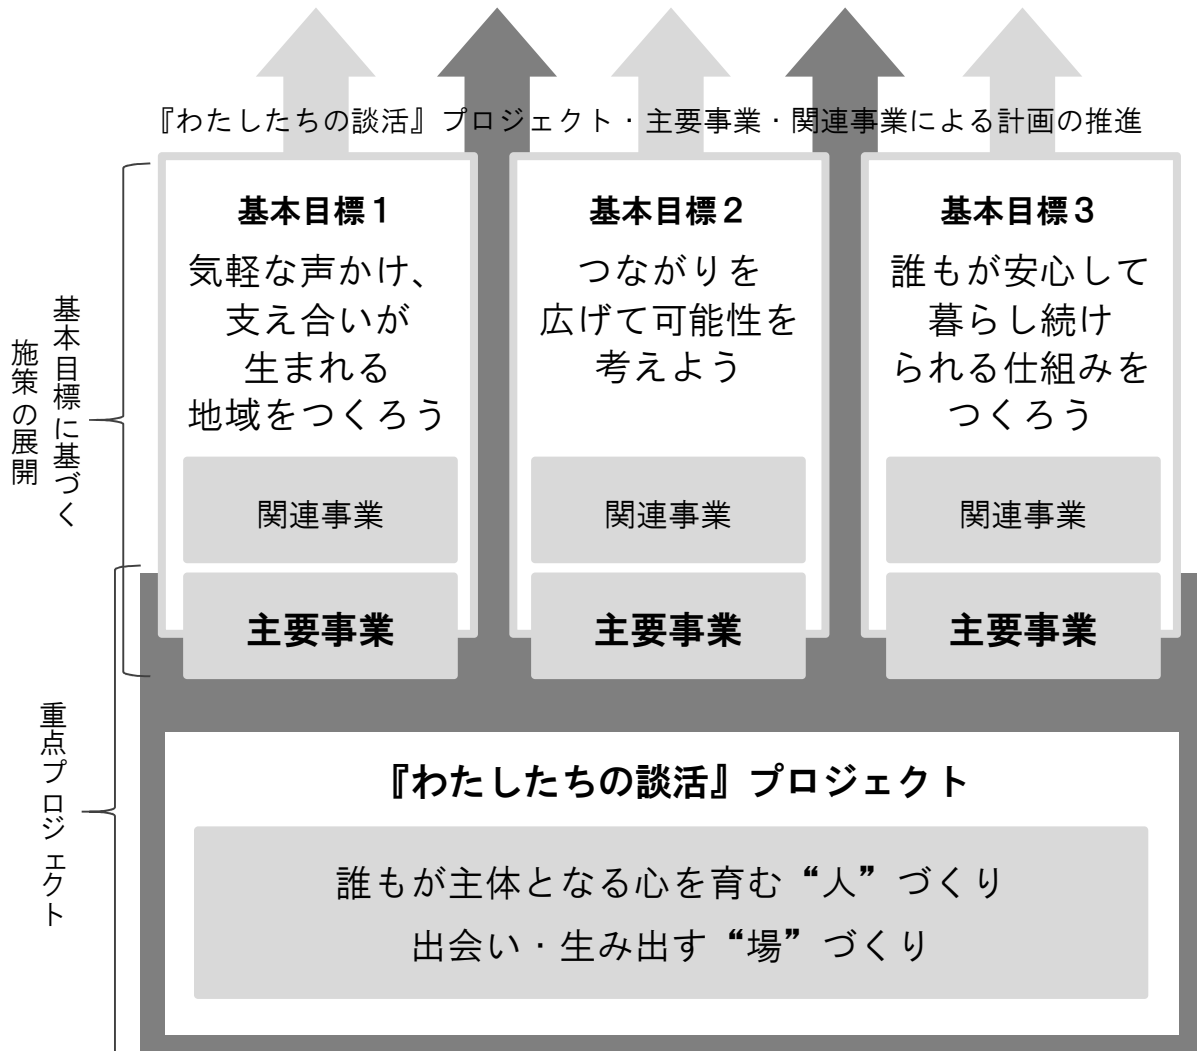 『わたしたちの談活』プロジェクト・主要事業・関連事業による計画の推進
基本目標に基づく
施策の展開
基本目標１
気軽な声かけ、
支え合いが
生まれる
地域をつくろう
関連事業
主要事業
基本目標２
つながりを
広げて可能性を
考えよう
関連事業
主要事業
基本目標３
誰もが安心して
暮らし続け
られる仕組みを
つくろう
関連事業
主要事業
重点プロジェクト
『わたしたちの談活』プロジェクト
誰もが主体となる心を育む“人”づくり
出会い・生み出す“場”づくり